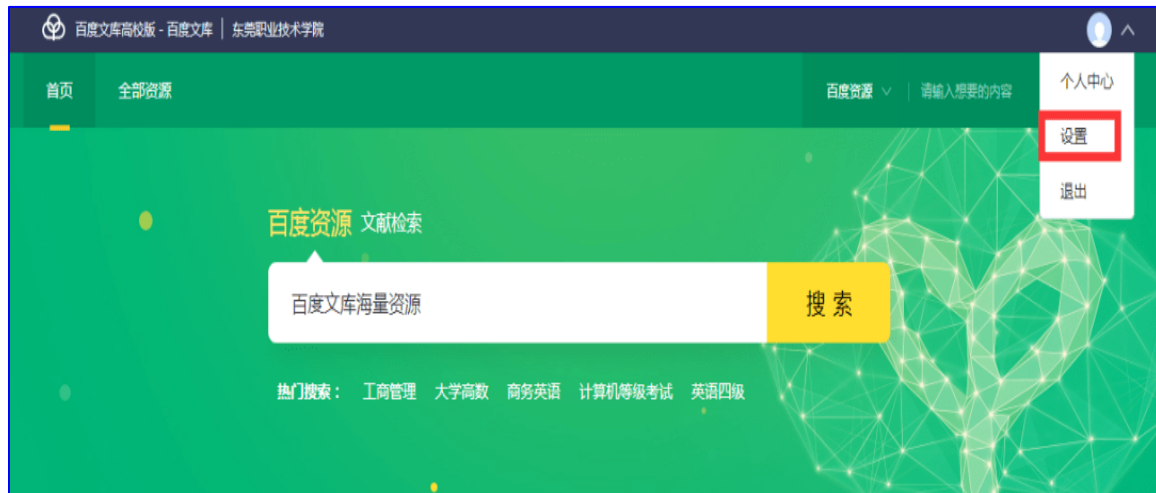 百度文库高校版 - 百度文库 | 东莞职业技术学院
首页 全部资源 百度资源 请输入想要的内容
个人中心
设置
退出
百度资源 文献检索
百度文库海量资源 搜索
热门搜索： 工商管理 大学高数 商务英语 计算机等级考试 英语四级